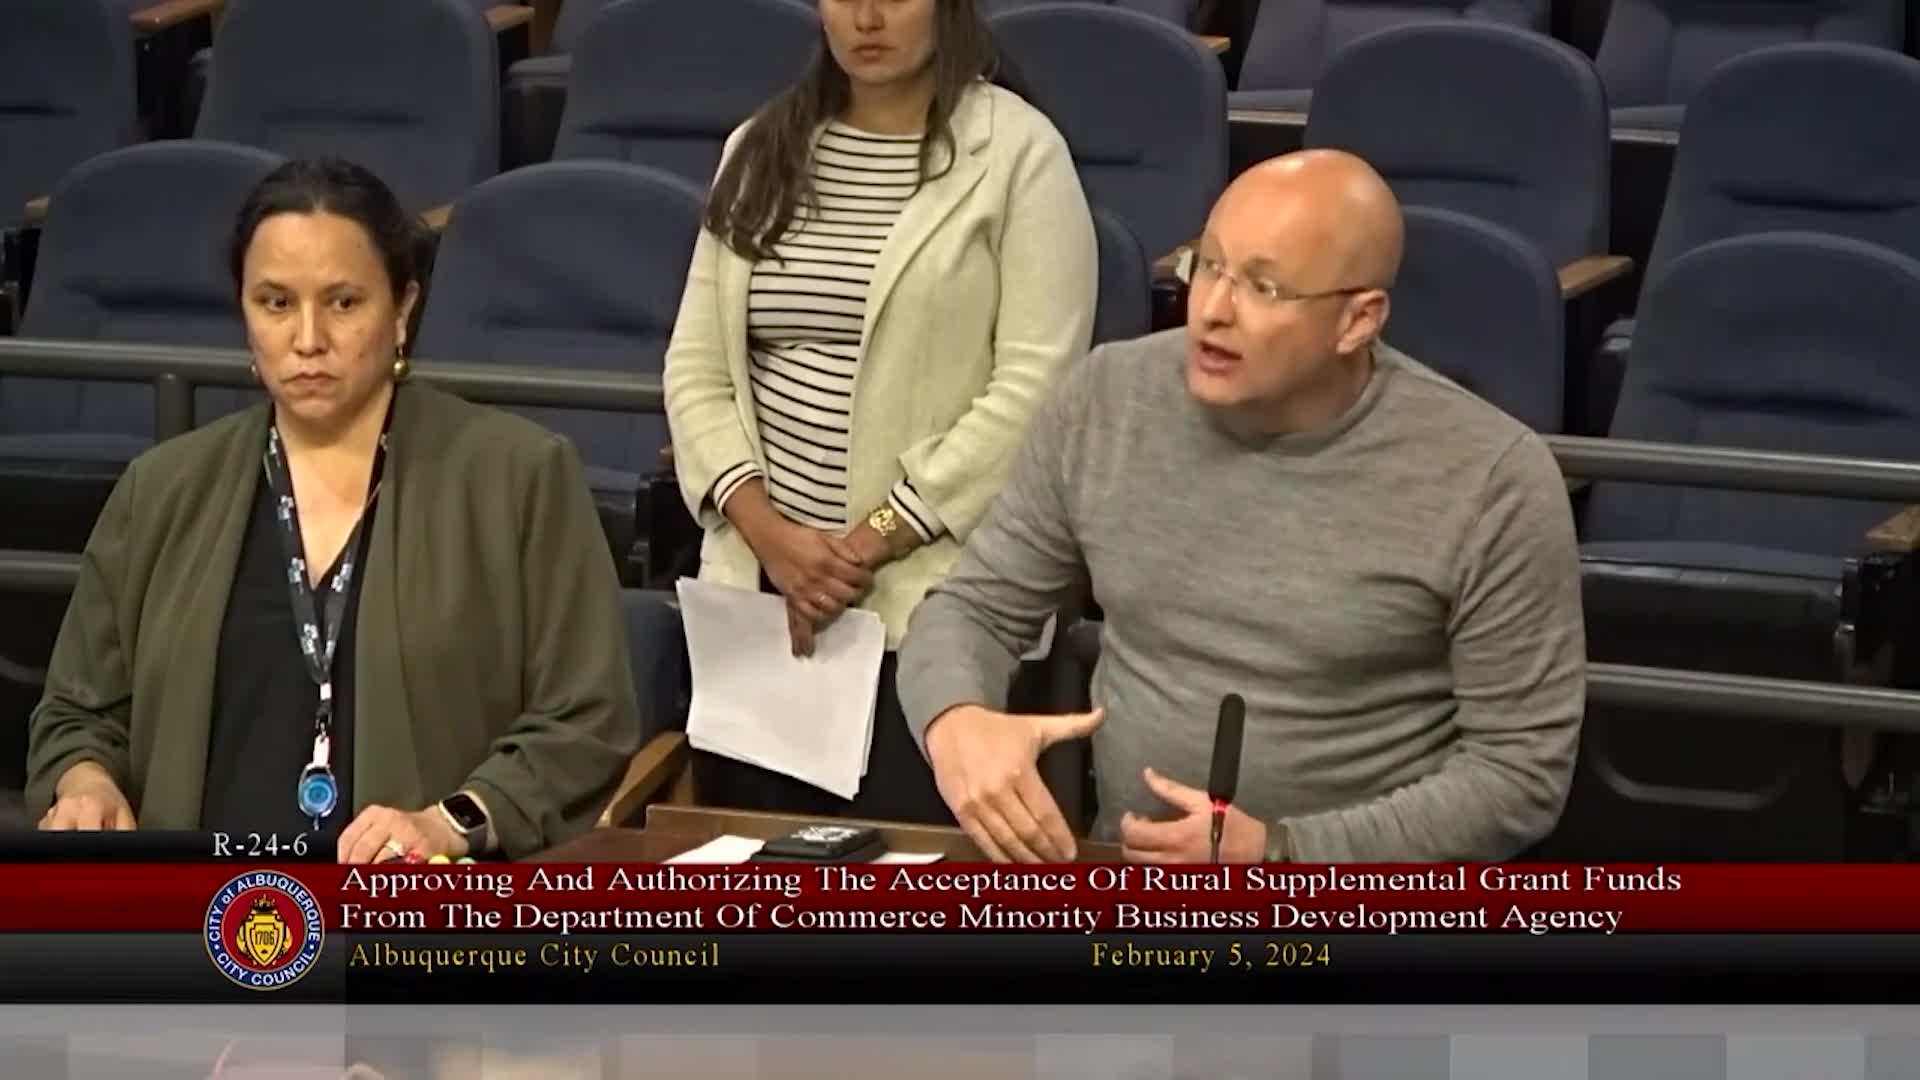 R-24-6
Approving And Authorizing The Acceptance Of Rural Supplemental Grant Funds
From The Department Of Commerce Minority Business Development Agency
CITY of ALBUQUERQUE
1706
CITY COUNCIL
Albuquerque City Council
February 5, 2024